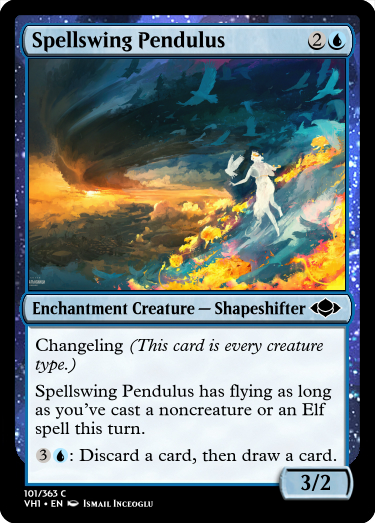 Spellswing Pendulus 2
Enchantment Creature — Shapeshifter
Changeling (This card is every creature
type.)
Spellswing Pendulus has flying as long
as you've cast a noncreature or an Elf
spell this turn.
3 : Discard a card, then draw a card.
3/2
101/363 C
VH1 • EN Ismail Inceoglu